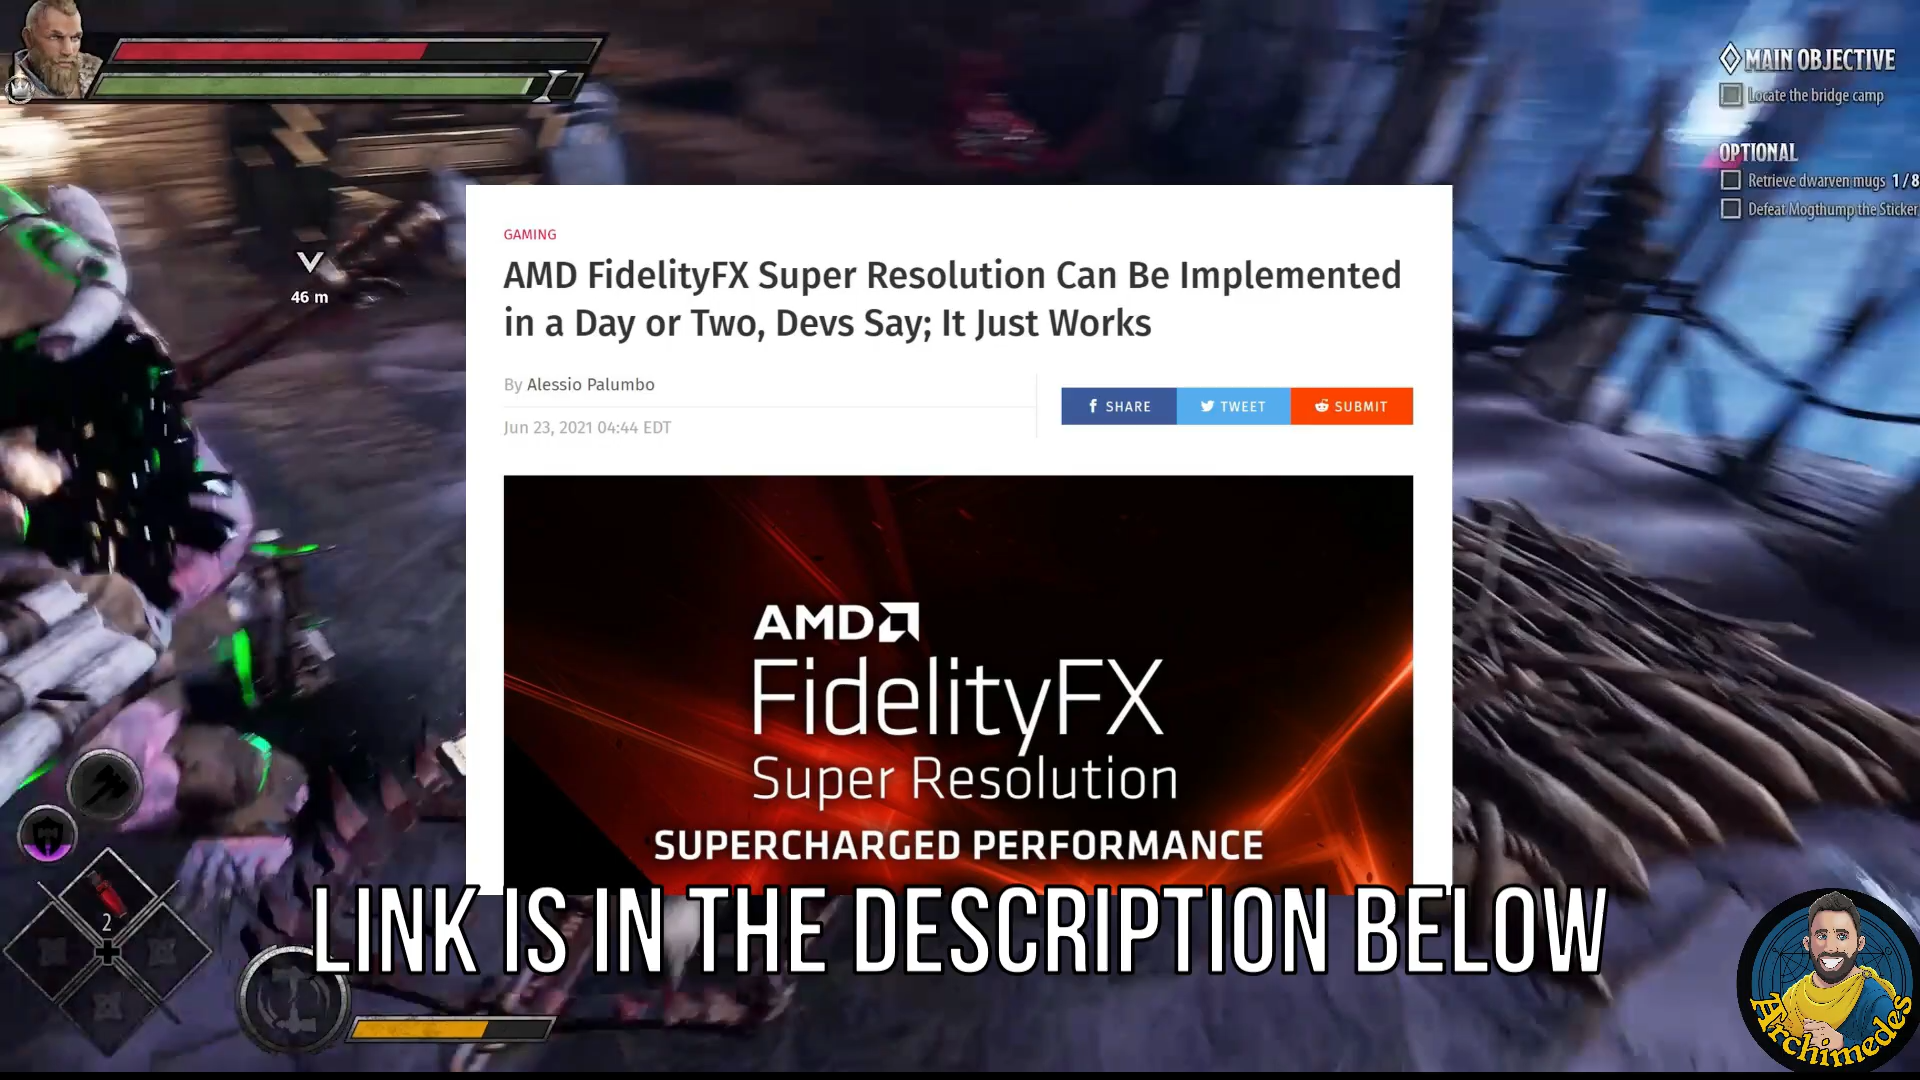 MAIN OBJECTIVE
Locate the bridge camp
OPTIONAL
Retrieve dwarven mugs 1/8
Defeat Mogthump the Sticker
46 m
GAMING
AMD FidelityFX Super Resolution Can Be Implemented
in a Day or Two, Devs Say; It Just Works
By Alessio Palumbo
SHARE
TWEET
SUBMIT
Jun 23, 2021 04:44 EDT
AMD
FidelityFX
Super Resolution
SUPERCHARGED PERFORMANCE
2
LINK IS IN THE DESCRIPTION BELOW
Archimedes